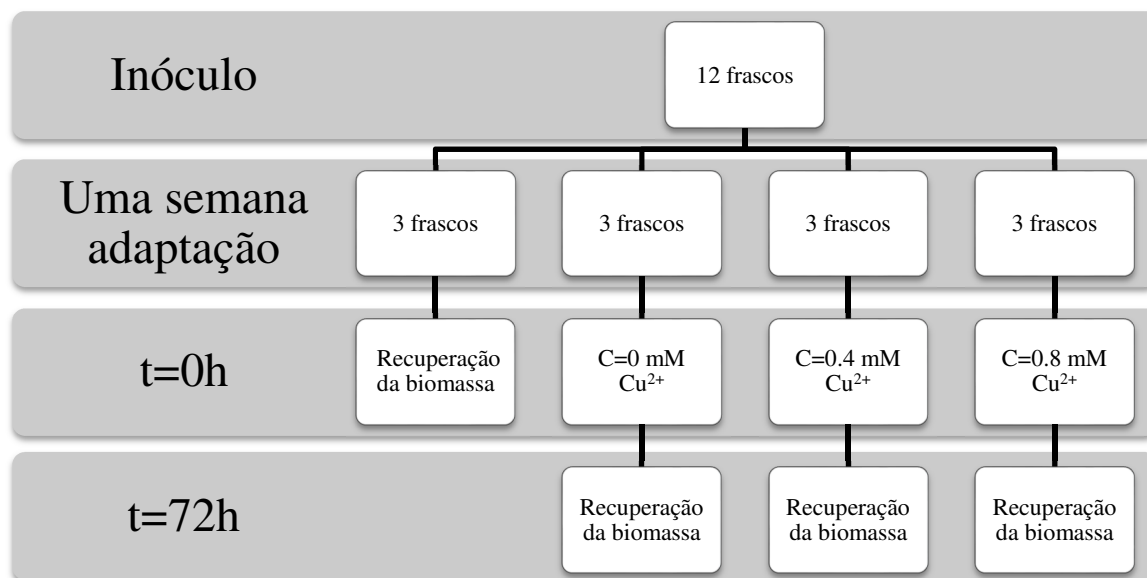 Inóculo
12 frascos
Uma semana
adaptação
3 frascos
3 frascos
3 frascos
3 frascos
t=0h
Recuperação
da biomassa
C=0 mM
Cu²⁺
C=0.4 mM
Cu²⁺
C=0.8 mM
Cu²⁺
t=72h
Recuperação
da biomassa
Recuperação
da biomassa
Recuperação
da biomassa